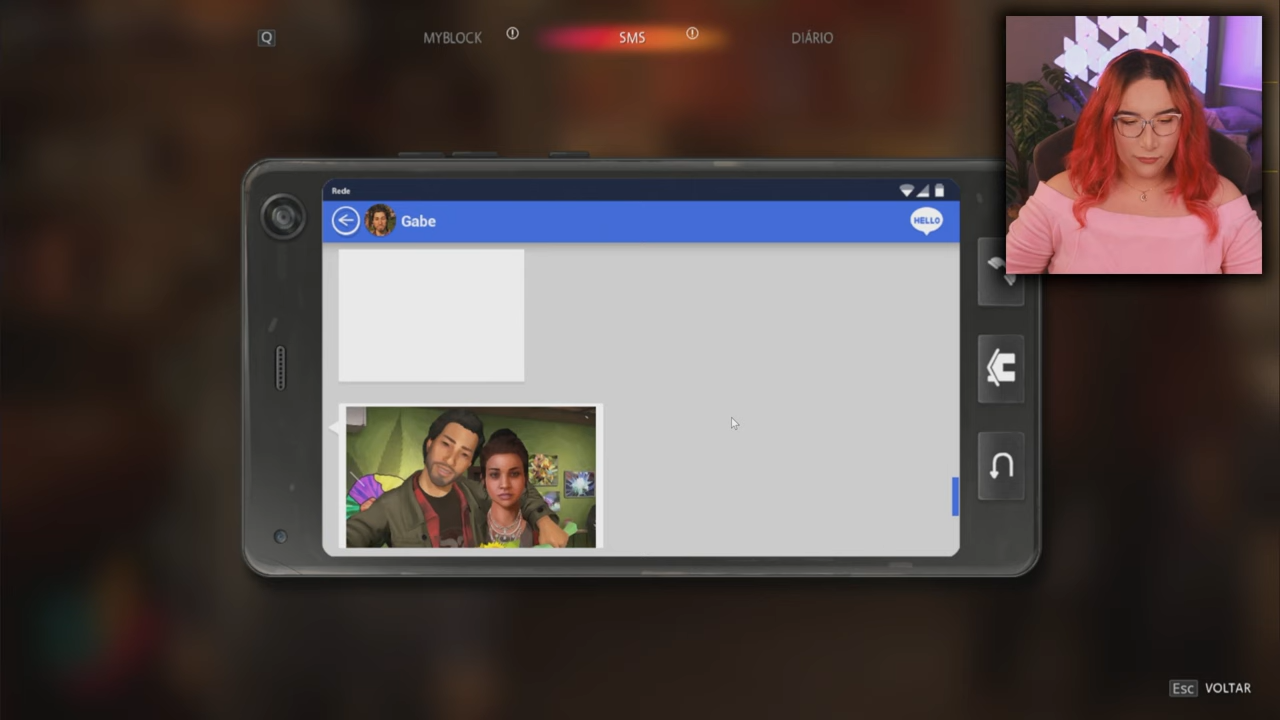 Q
MYBLOCK
SMS
DIÁRIO
Rede
Gabe
HELLO
Esc VOLTAR